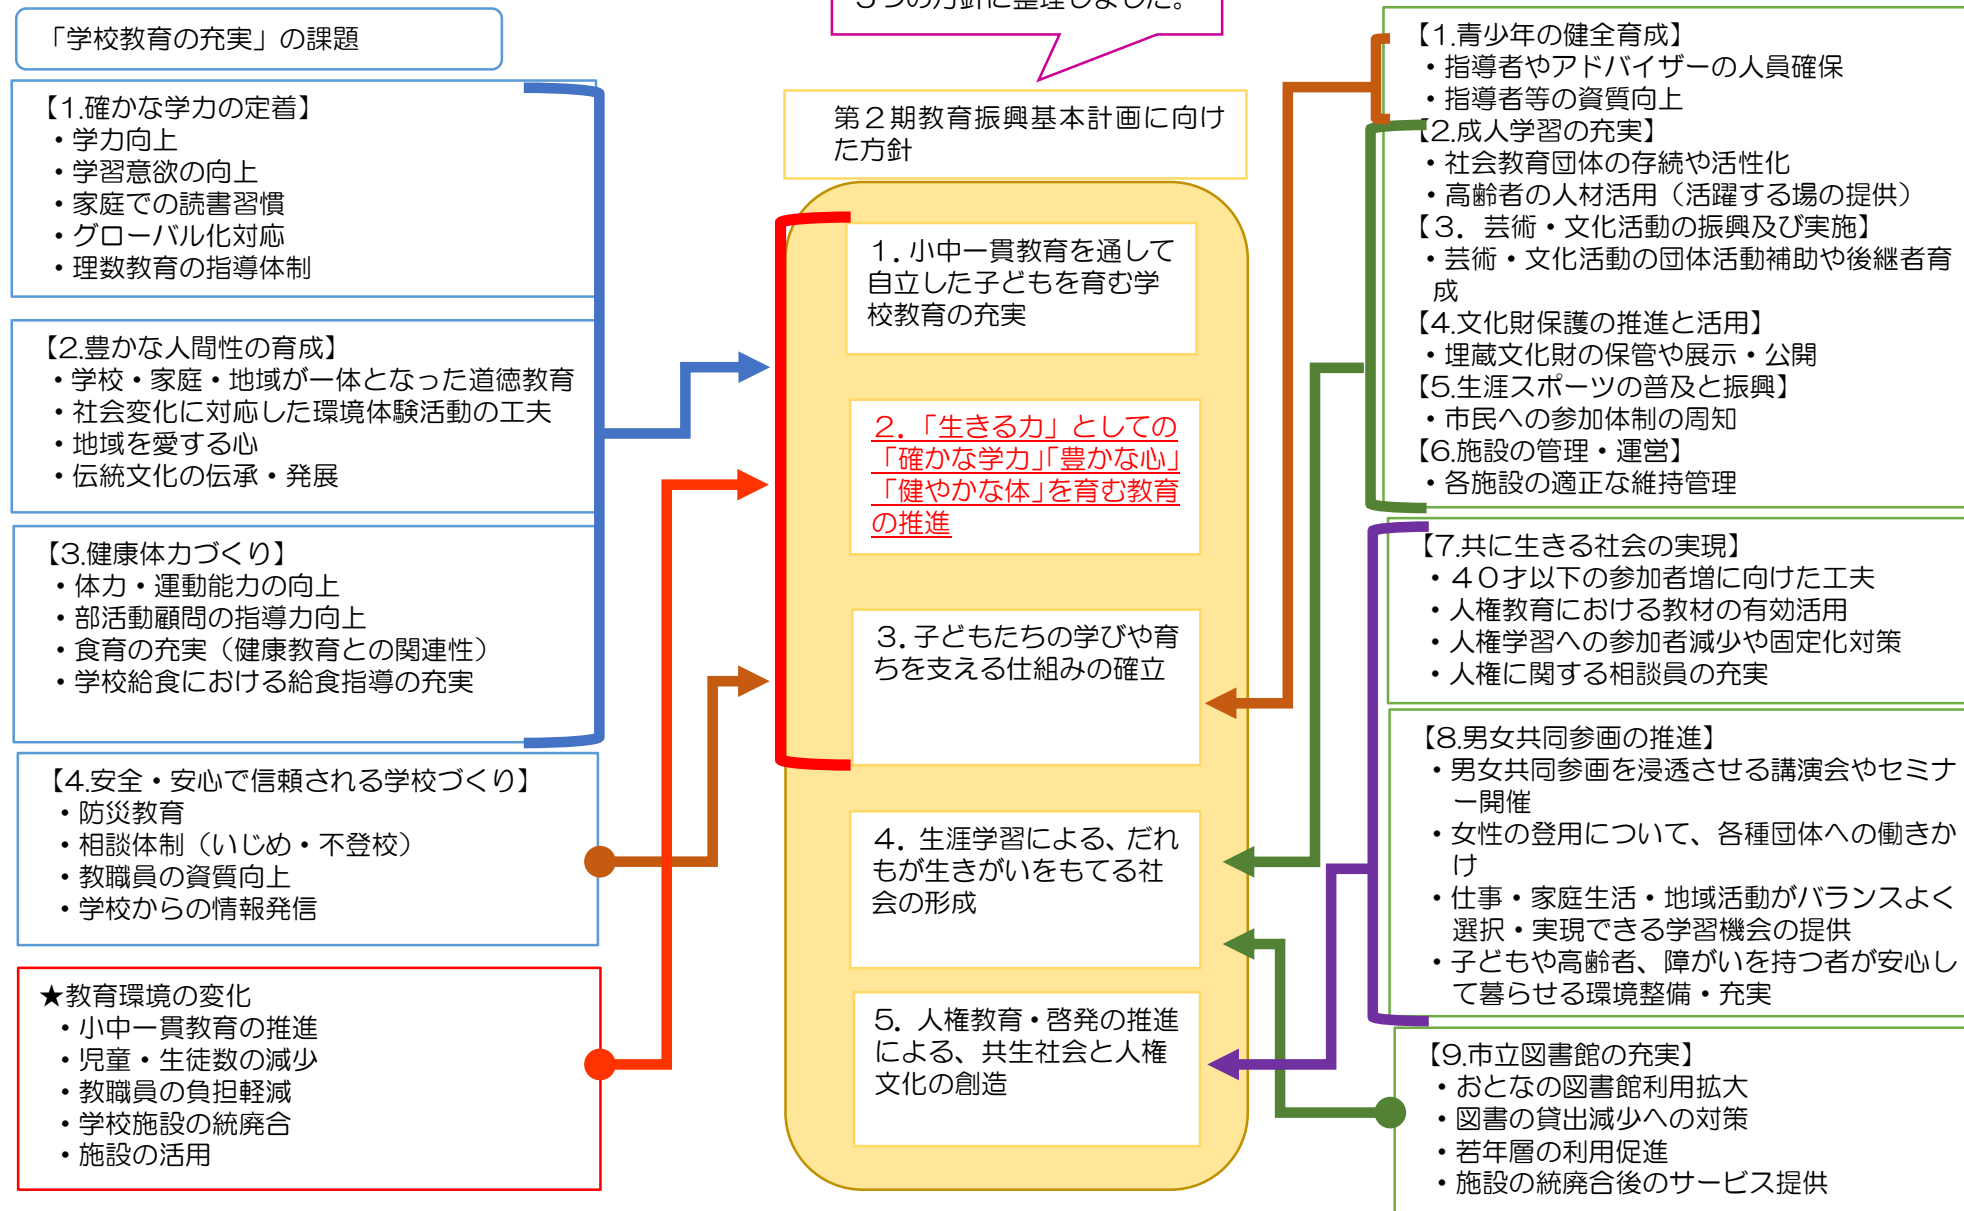 「学校教育の充実」の課題
【1.確かな学力の定着】
・学力向上
・学習意欲の向上
・家庭での読書習慣
・グローバル化対応
・理数教育の指導体制
【2.豊かな人間性の育成】
・学校・家庭・地域が一体となった道徳教育
・社会変化に対応した環境体験活動の工夫
・地域を愛する心
・伝統文化の伝承・発展
【3.健康体力づくり】
・体力・運動能力の向上
・部活動顧問の指導力向上
・食育の充実（健康教育との関連性）
・学校給食における給食指導の充実
【4.安全・安心で信頼される学校づくり】
・防災教育
・相談体制（いじめ・不登校）
・教職員の資質向上
・学校からの情報発信
★教育環境の変化
・小中一貫教育の推進
・児童・生徒数の減少
・教職員の負担軽減
・学校施設の統廃合
・施設の活用
5つの方針に整理しました。
第２期教育振興基本計画に向け
た方針
１．小中一貫教育を通して
自立した子どもを育む学
校教育の充実
２．「生きる力」としての
「確かな学力」「豊かな心」
「健やかな体」を育む教育
の推進
３．子どもたちの学びや育
ちを支える仕組みの確立
４．生涯学習による、だれ
もが生きがいをもてる社
会の形成
５．人権教育・啓発の推進
による、共生社会と人権
文化の創造
【1.青少年の健全育成】
・指導者やアドバイザーの人員確保
・指導者等の資質向上
【2.成人学習の充実】
・社会教育団体の存続や活性化
・高齢者の人材活用（活躍する場の提供）
【３．芸術・文化活動の振興及び実施】
・芸術・文化活動の団体活動補助や後継者育
成
【4.文化財保護の推進と活用】
・埋蔵文化財の保管や展示・公開
【5.生涯スポーツの普及と振興】
・市民への参加体制の周知
【6.施設の管理・運営】
・各施設の適正な維持管理
【7.共に生きる社会の実現】
・４０才以下の参加者増に向けた工夫
・人権教育における教材の有効活用
・人権学習への参加者減少や固定化対策
・人権に関する相談員の充実
【8.男女共同参画の推進】
・男女共同参画を浸透させる講演会やセミナ
ー開催
・女性の登用について、各種団体への働きか
け
・仕事・家庭生活・地域活動がバランスよく
選択・実現できる学習機会の提供
・子どもや高齢者、障がいを持つ者が安心し
て暮らせる環境整備・充実
【9.市立図書館の充実】
・おとなの図書館利用拡大
・図書の貸出減少への対策
・若年層の利用促進
・施設の統廃合後のサービス提供